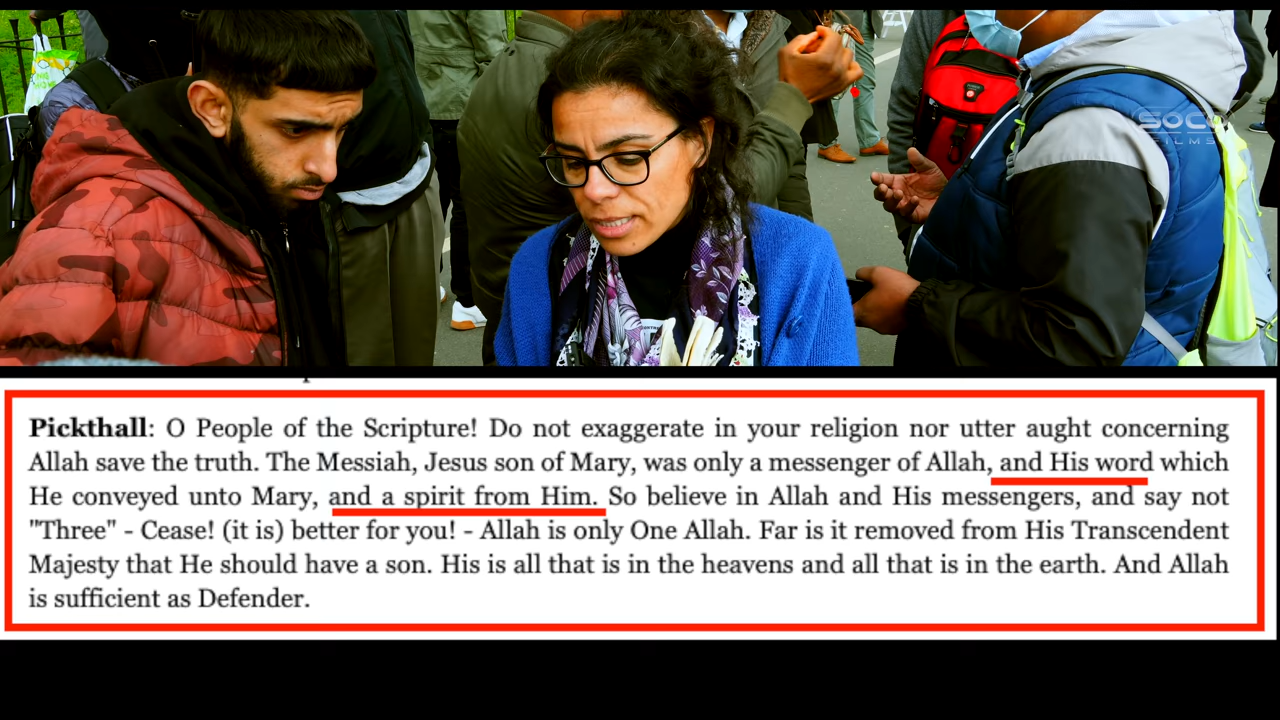 SOCO
FILMS
Pickthall: O People of the Scripture! Do not exaggerate in your religion nor utter aught concerning
Allah save the truth. The Messiah, Jesus son of Mary, was only a messenger of Allah, and His word which
He conveyed unto Mary, and a spirit from Him. So believe in Allah and His messengers, and say not
"Three" - Cease! (it is) better for you! - Allah is only One Allah. Far is it removed from His Transcendent
Majesty that He should have a son. His is all that is in the heavens and all that is in the earth. And Allah
is sufficient as Defender.